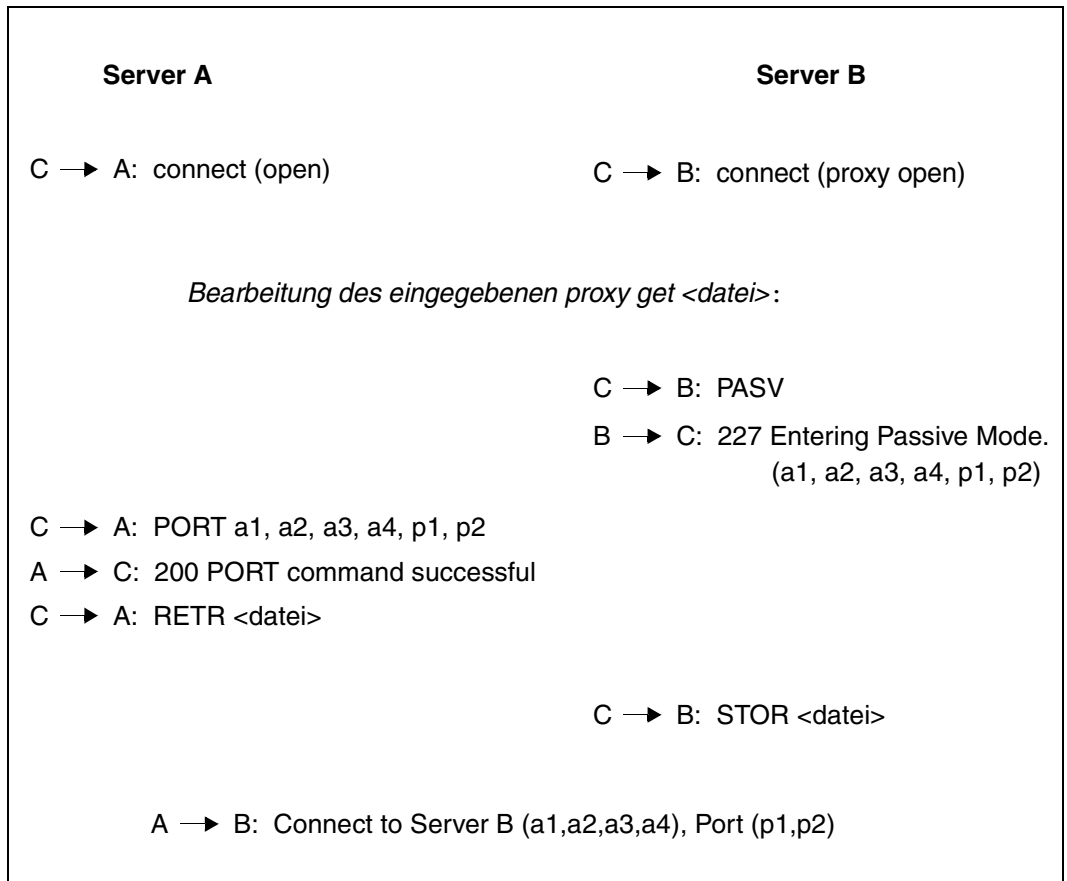 Server A
Server B
C → A: connect (open)
C → B: connect (proxy open)
Bearbeitung des eingegebenen proxy get <datei>:
C → B: PASV
B → C: 227 Entering Passive Mode.
(a1, a2, a3, a4, p1, p2)
C → A: PORT a1, a2, a3, a4, p1, p2
A → C: 200 PORT command successful
C → A: RETR <datei>
C → B: STOR <datei>
A → B: Connect to Server B (a1,a2,a3,a4), Port (p1,p2)